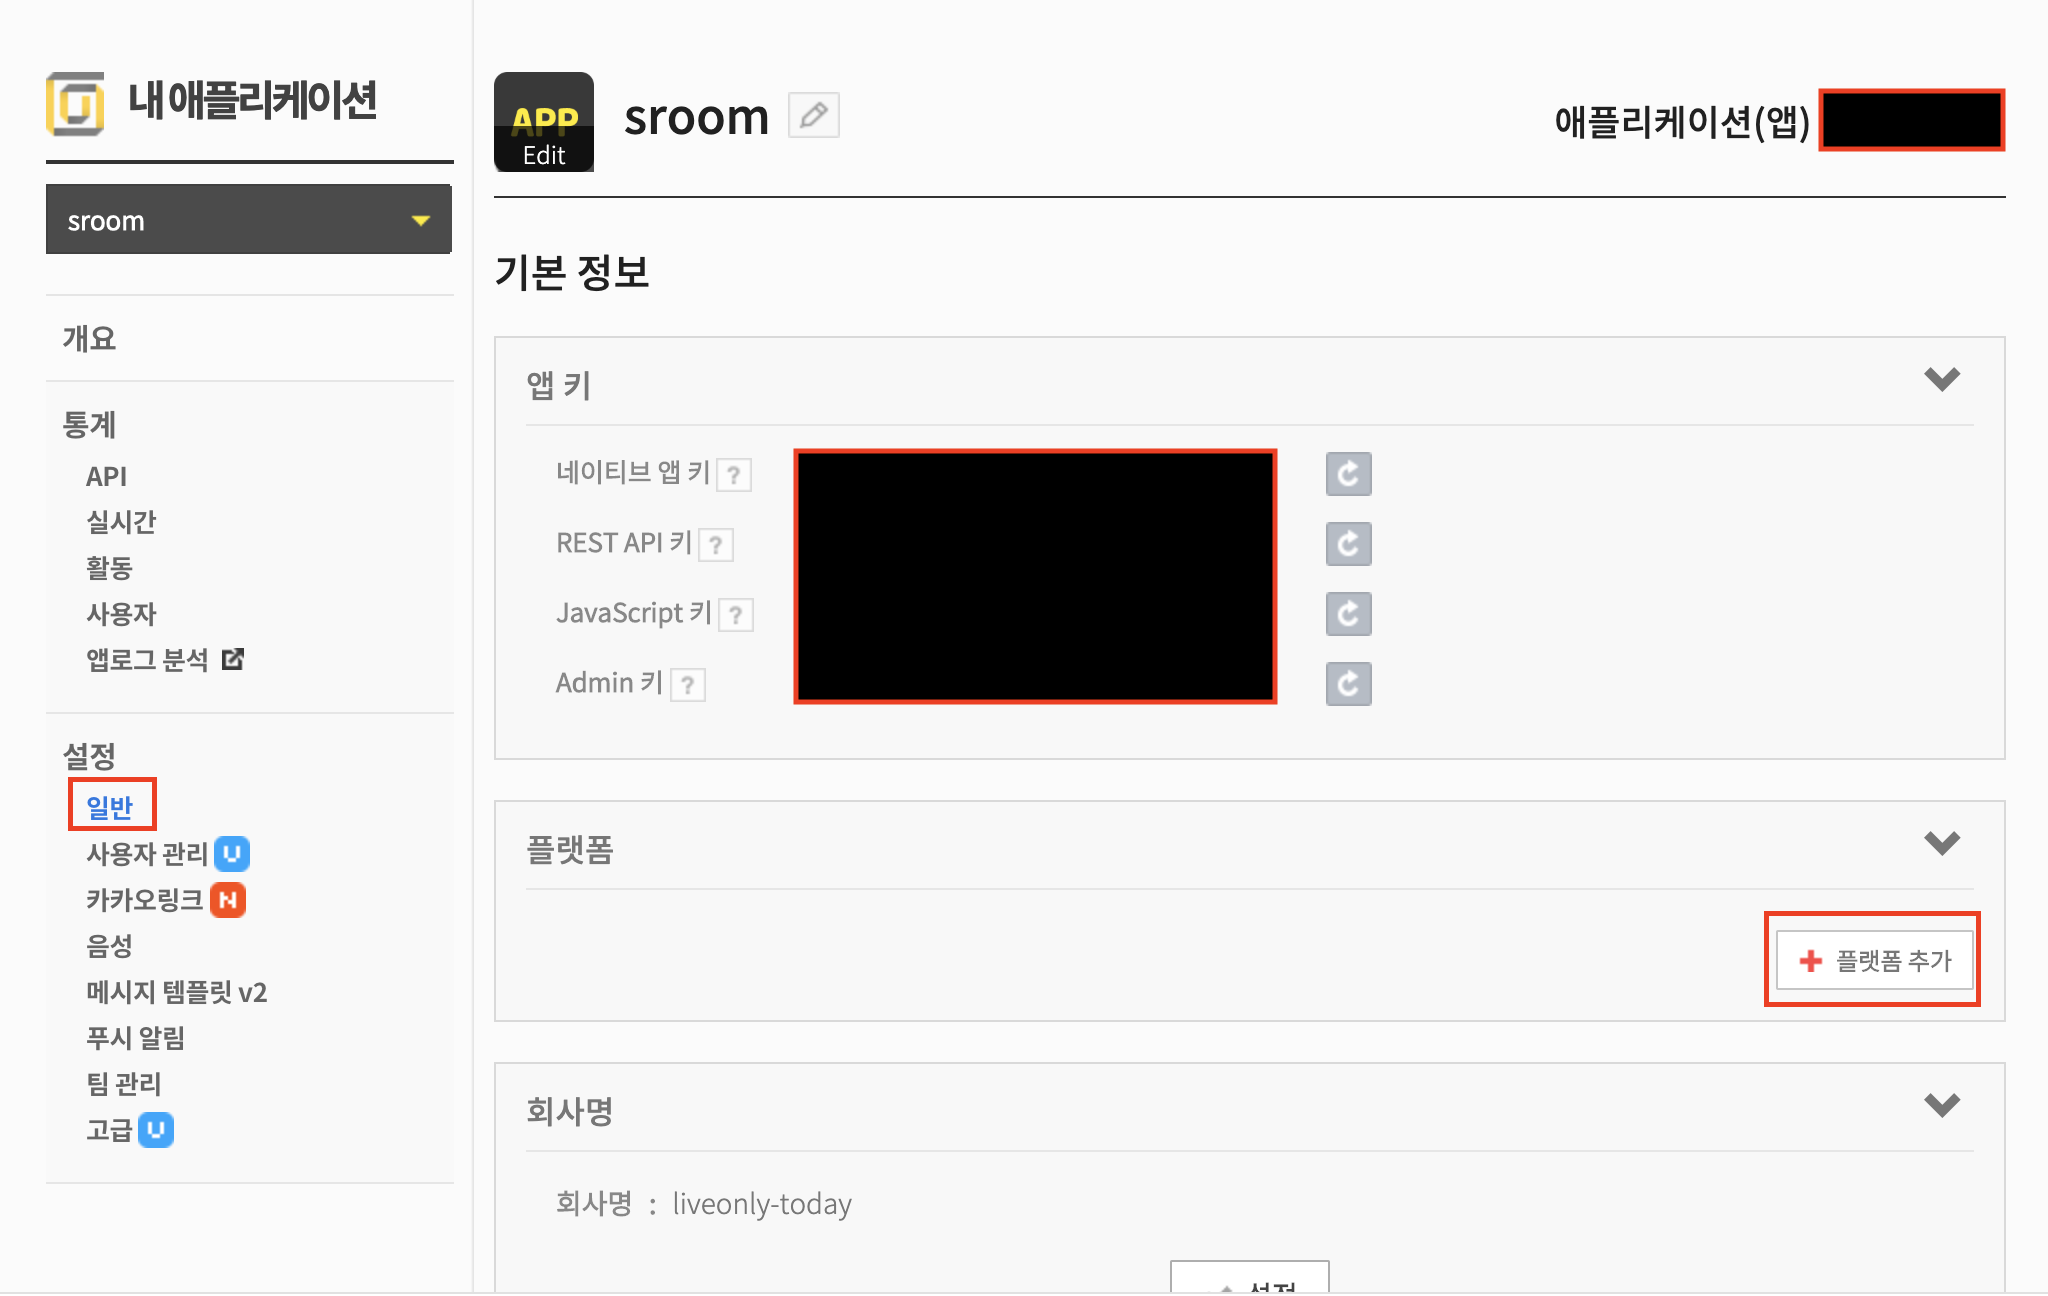 내 애플리케이션
sroom
개요
통계
API
실시간
활동
사용자
앱로그 분석
설정
일반
사용자 관리 U
카카오링크 N
음성
메시지 템플릿 v2
푸시 알림
팀 관리
고급 U
APP
Edit
sroom
애플리케이션(앱)
기본 정보
앱 키
네이티브 앱 키 ?
REST API 키 ?
JavaScript 키 ?
Admin 키 ?
플랫폼
+ 플랫폼 추가
회사명
회사명 : liveonly-today